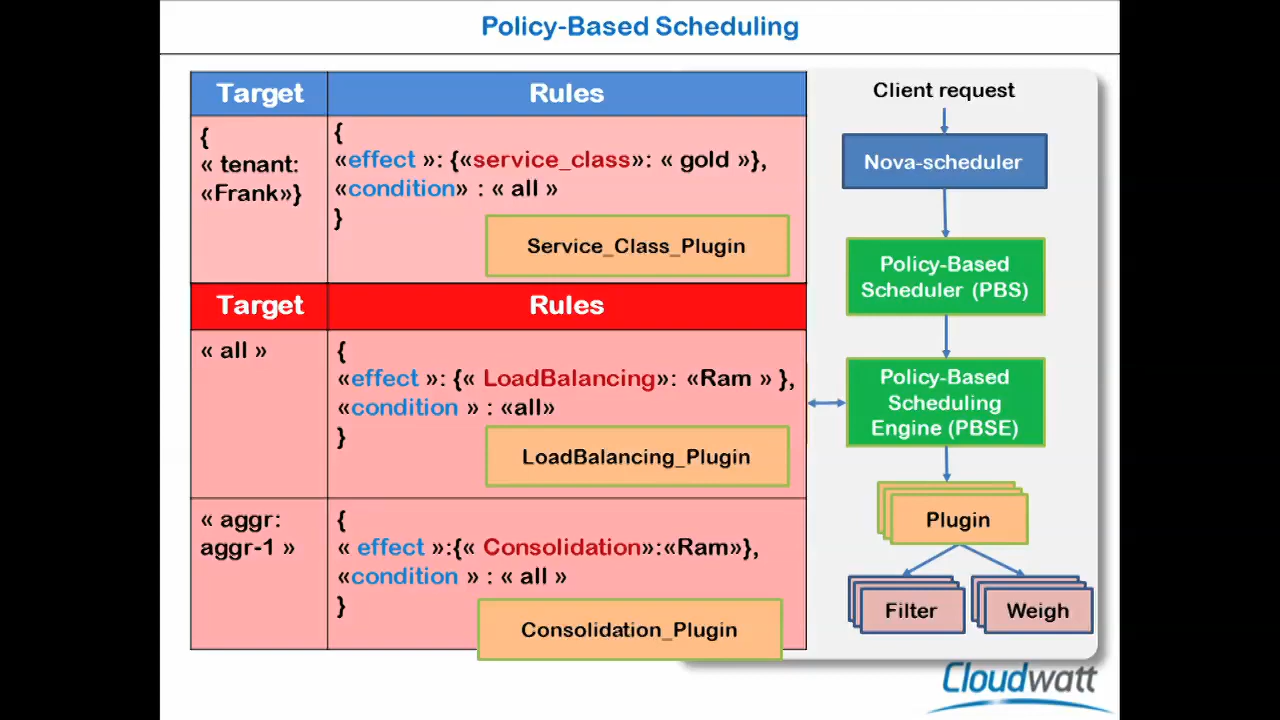 Policy-Based Scheduling
Target
Rules
{
« tenant:
«Frank»}
{
«effect »: {«service_class»: « gold »},
«condition» : « all »
}
Service_Class_Plugin
Target
Rules
« all »
{
«effect »: {« LoadBalancing»: «Ram » },
«condition » : «all»
}
LoadBalancing_Plugin
« aggr:
aggr-1 »
{
« effect »:{« Consolidation»:«Ram»},
«condition » : « all »
}
Consolidation_Plugin
Client request
Nova-scheduler
Policy-Based
Scheduler (PBS)
Policy-Based
Scheduling
Engine (PBSE)
Plugin
Filter
Weigh
Cloudwatt